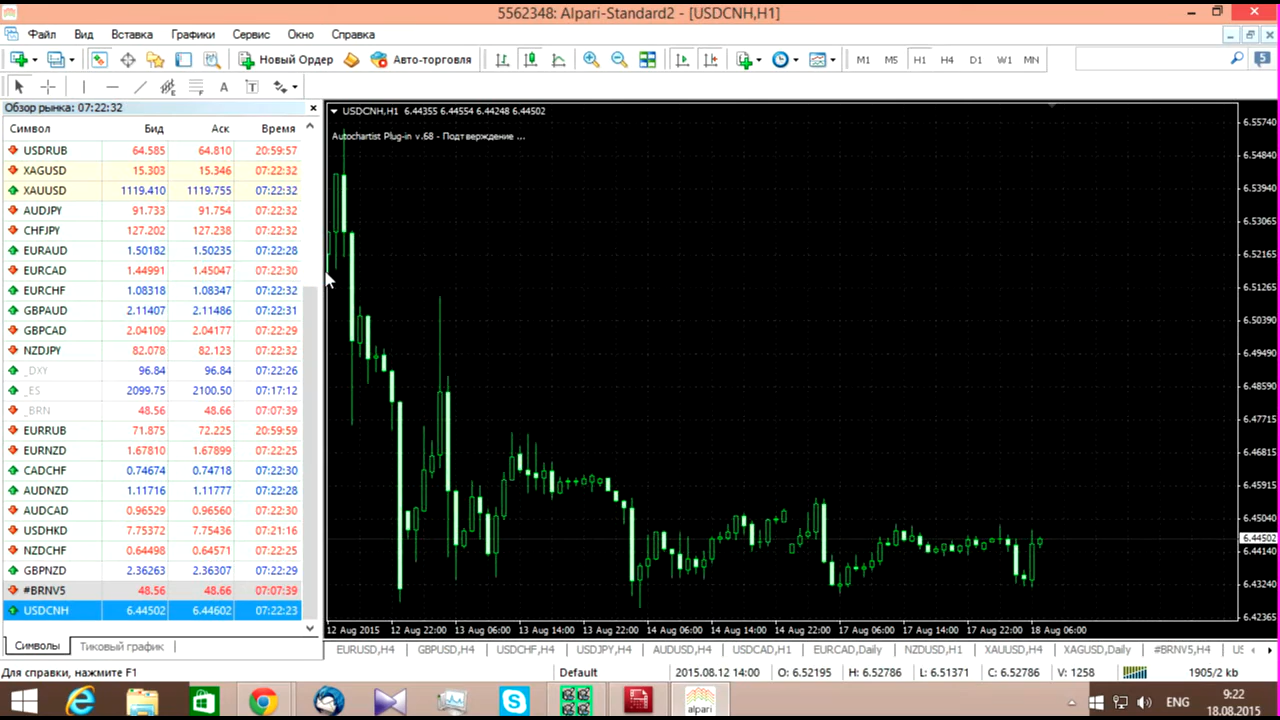 5562348: Alpari-Standard2 - [USDCNH,H1]
Файл Вид Вставка Графики Сервис Окно Справка
Новый Ордер Авто-торговля M1 M5 H1 H4 D1 W1 MN 5
A T
Обзор рынка: 07:22:32
Символ Бид Аск Время
USDRUB 64.585 64.810 20:59:57
XAGUSD 15.303 15.346 07:22:32
XAUUSD 1119.410 1119.755 07:22:32
AUDJPY 91.733 91.754 07:22:32
CHFJPY 127.202 127.238 07:22:32
EURAUD 1.50182 1.50235 07:22:28
EURCAD 1.44991 1.45047 07:22:30
EURCHF 1.08318 1.08347 07:22:32
GBPAUD 2.11407 2.11486 07:22:31
GBPCAD 2.04109 2.04177 07:22:29
NZDJPY 82.078 82.123 07:22:32
_DXY 96.84 96.84 07:22:26
_ES 2099.75 2100.50 07:17:12
_BRN 48.56 48.66 07:07:39
EURRUB 71.875 72.225 20:59:59
EURNZD 1.67810 1.67899 07:22:25
CADCHF 0.74674 0.74718 07:22:30
AUDNZD 1.11716 1.11777 07:22:28
AUDCAD 0.96529 0.96560 07:22:30
USDHKD 7.75372 7.75436 07:21:16
NZDCHF 0.64498 0.64571 07:22:25
GBPNZD 2.36263 2.36307 07:22:29
#BRNV5 48.56 48.66 07:07:39
USDCNH 6.44502 6.44602 07:22:23
Символы Тиковый график
USDCNH,H1 6.44355 6.44554 6.44248 6.44502
Autochartist Plug-in v.68 - Подтверждение ...
6.55740
6.54840
6.53940
6.53065
6.52165
6.51265
6.50390
6.49490
6.48590
6.47715
6.46815
6.45915
6.45040
6.44502
6.44140
6.43240
6.42365
12 Aug 2015 12 Aug 22:00 13 Aug 06:00 13 Aug 14:00 13 Aug 22:00 14 Aug 06:00 14 Aug 14:00 14 Aug 22:00 17 Aug 06:00 17 Aug 14:00 17 Aug 22:00 18 Aug 06:00
EURUSD,H4 GBPUSD,H4 USDCHF,H4 USDJPY,H4 AUDUSD,H4 USDCAD,H1 EURCAD,Daily NZDUSD,H1 XAUUSD,H4 XAGUSD,Daily #BRNV5,H4
Для справки, нажмите F1 Default 2015.08.12 14:00 O: 6.52195 H: 6.52786 L: 6.51371 C: 6.52786 V: 1258 1905/2 kb
alpari ENG 9:22
18.08.2015